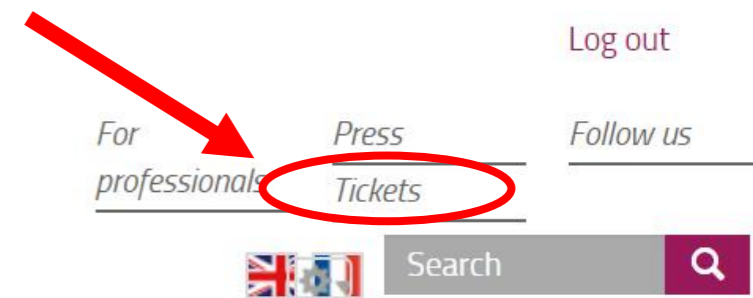 Log out
For professionals
Press
Follow us
Tickets
Search